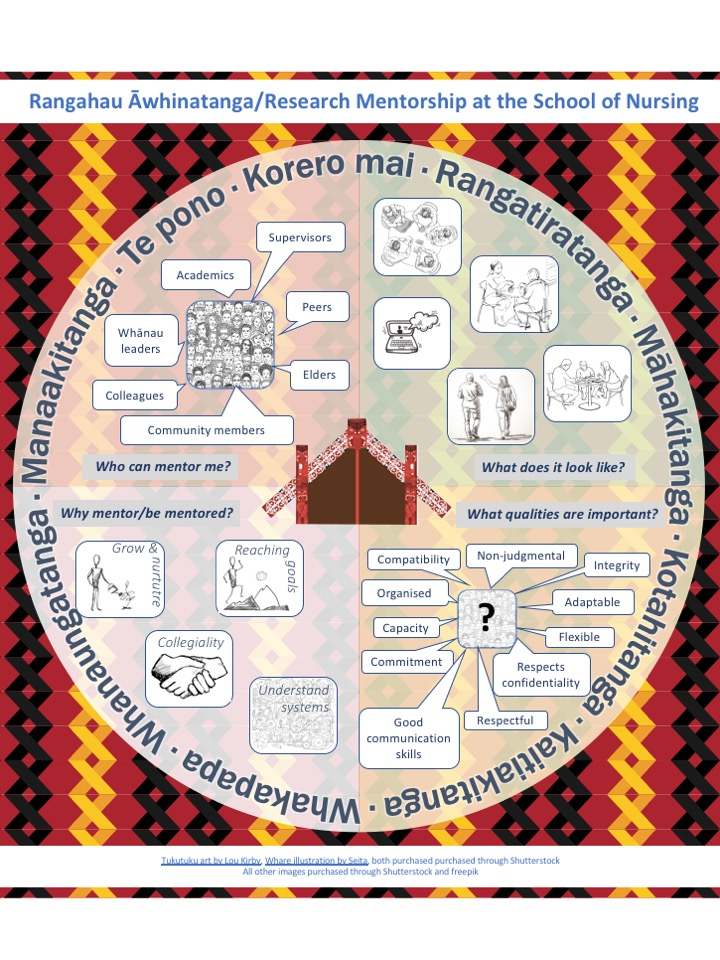 Rangahau Āwhinatanga/Research Mentorship at the School of Nursing
Manaakitanga · Te pono · Korero mai · Rangatiratanga · Māhakitanga · Kotahitanga · Kaitiakitanga · Whakapapa · Whanaungatanga ·
Supervisors
Academics
Peers
Whānau
leaders
Elders
Colleagues
Community members
Who can mentor me?
What does it look like?
Why mentor/be mentored?
Grow &
nurtutre
Reaching
goals
Collegiality
Understand
systems
What qualities are important?
Compatibility
Non-judgmental
Integrity
Organised
Adaptable
?
Capacity
Flexible
Commitment
Respects
confidentiality
Good
communication
skills
Respectful
Tukutuku art by Lou Kirby, Whare illustration by Seita, both purchased purchased through Shutterstock
All other images purchased through Shutterstock and freepik